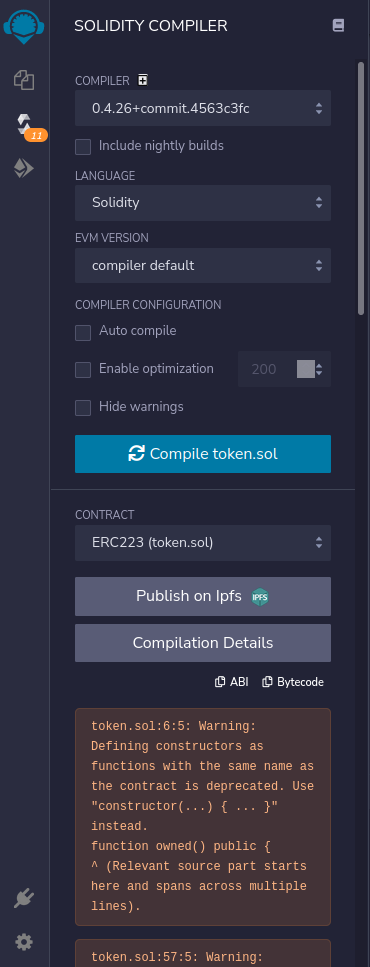 SOLIDITY COMPILER
COMPILER
0.4.26+commit.4563c3fc
Include nightly builds
LANGUAGE
11
Solidity
EVM VERSION
compiler default
COMPILER CONFIGURATION
Auto compile
Enable optimization
200
Hide warnings
Compile token.sol
CONTRACT
ERC223 (token.sol)
Publish on Ipfs
IPFS
Compilation Details
ABI
Bytecode
token.sol:6:5: Warning:
Defining constructors as
functions with the same name as
the contract is deprecated. Use
"constructor(...) { ... }"
instead.
function owned() public {
^ (Relevant source part starts
here and spans across multiple
lines).
token.sol:57:5: Warning: